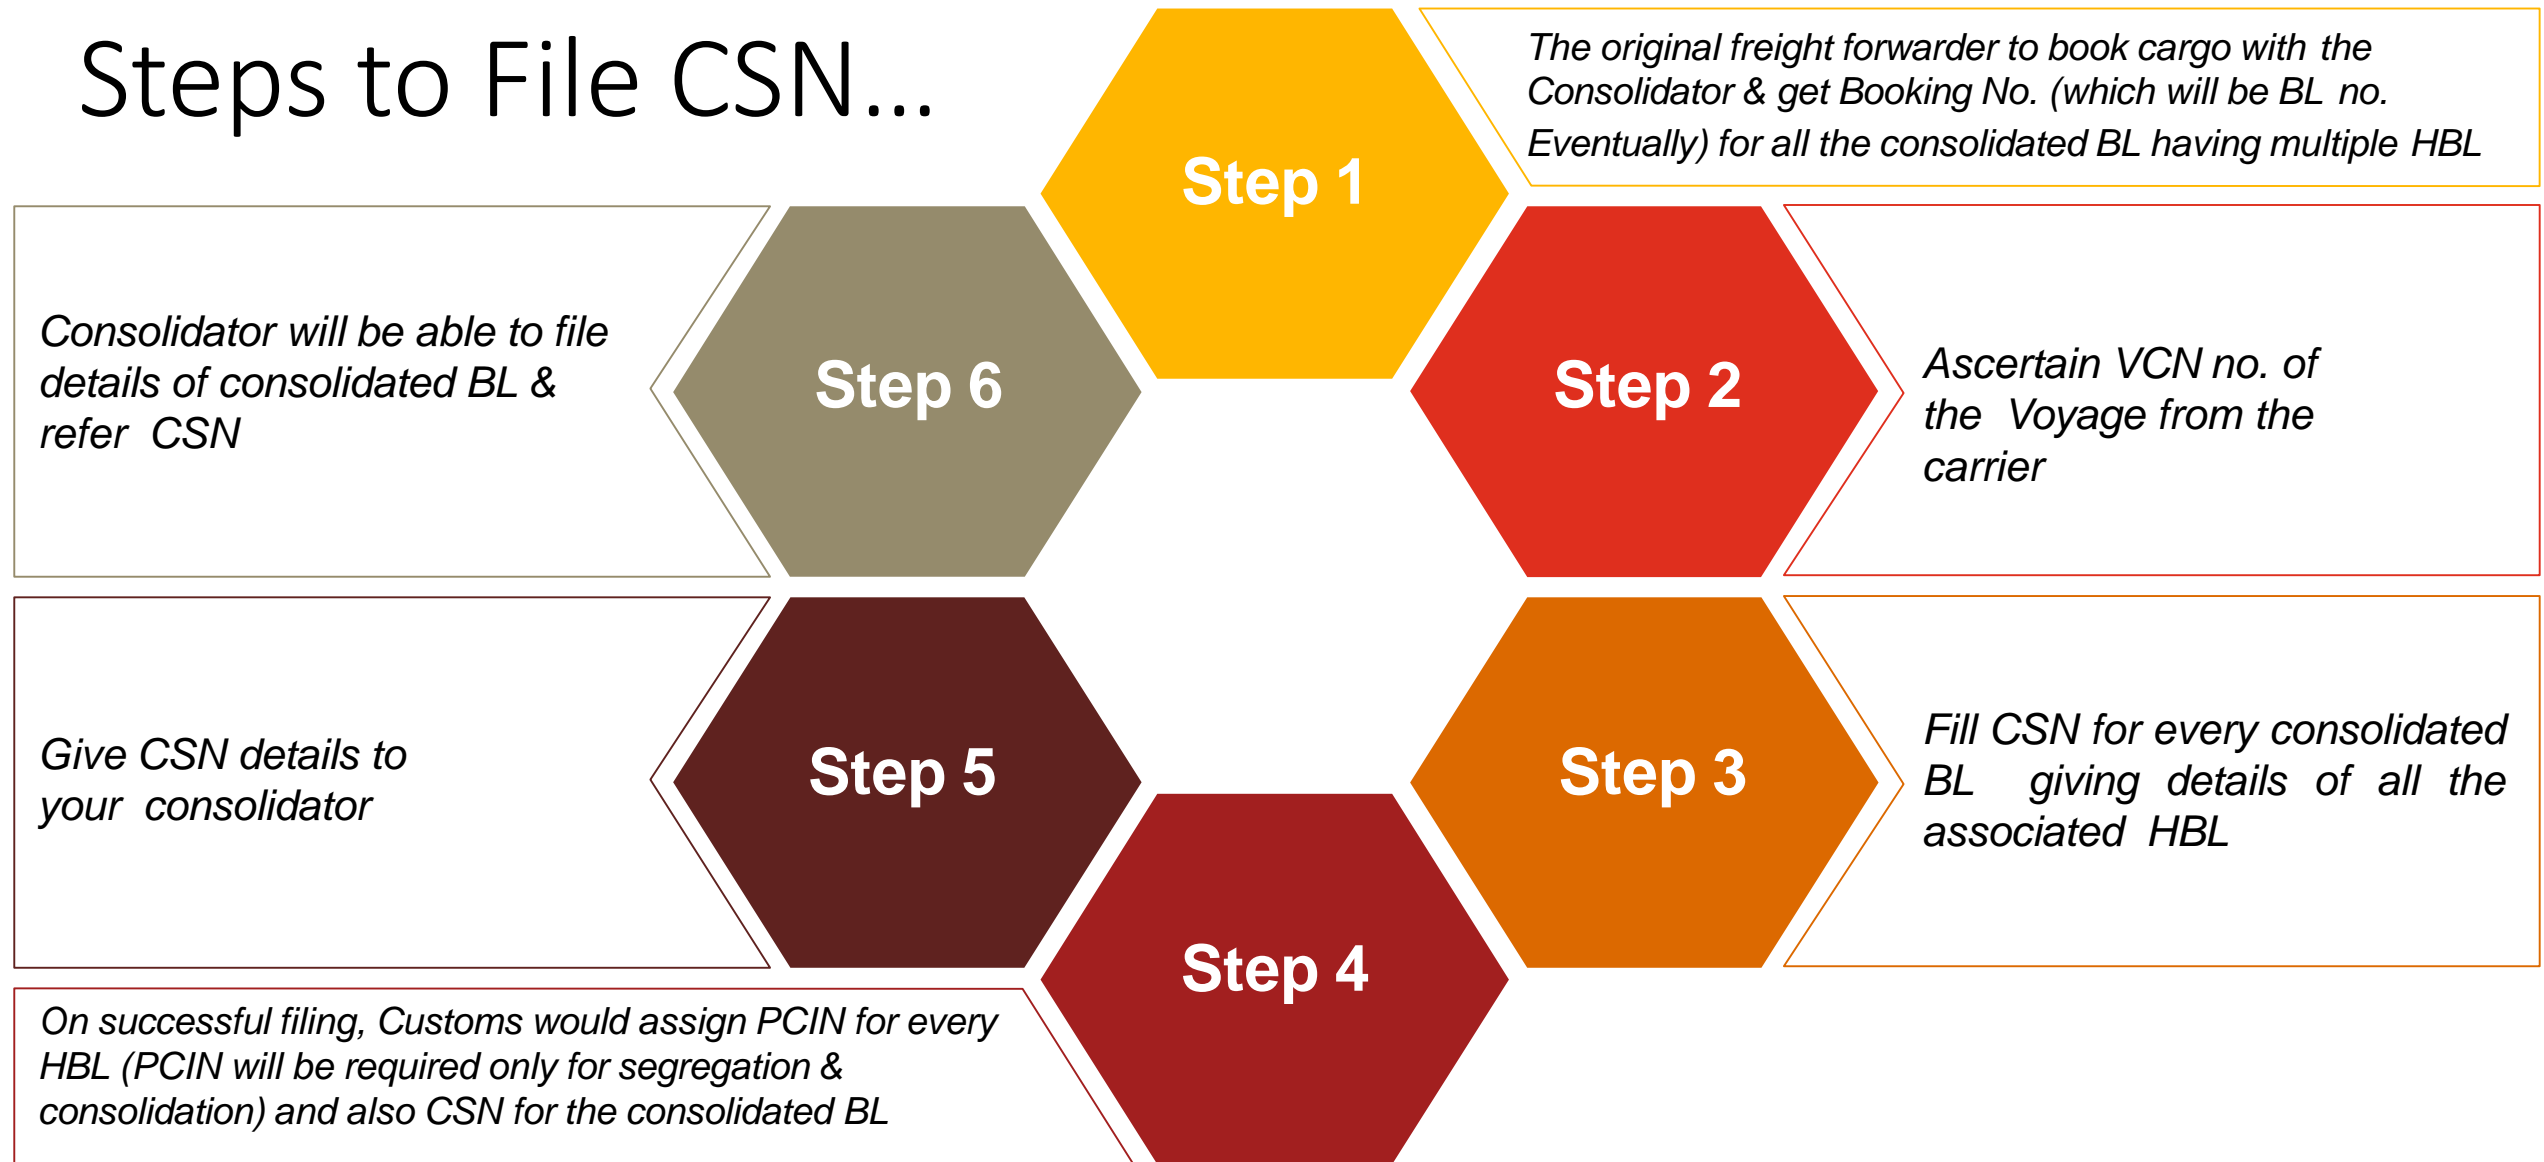 Steps to File CSN...
Step 1
The original freight forwarder to book cargo with the
Consolidator & get Booking No. (which will be BL no.
Eventually) for all the consolidated BL having multiple HBL
Step 2
Ascertain VCN no. of
the Voyage from the
carrier
Step 3
Fill CSN for every consolidated
BL giving details of all the
associated HBL
Step 4
On successful filing, Customs would assign PCIN for every
HBL (PCIN will be required only for segregation &
consolidation) and also CSN for the consolidated BL
Step 5
Give CSN details to
your consolidator
Step 6
Consolidator will be able to file
details of consolidated BL &
refer CSN